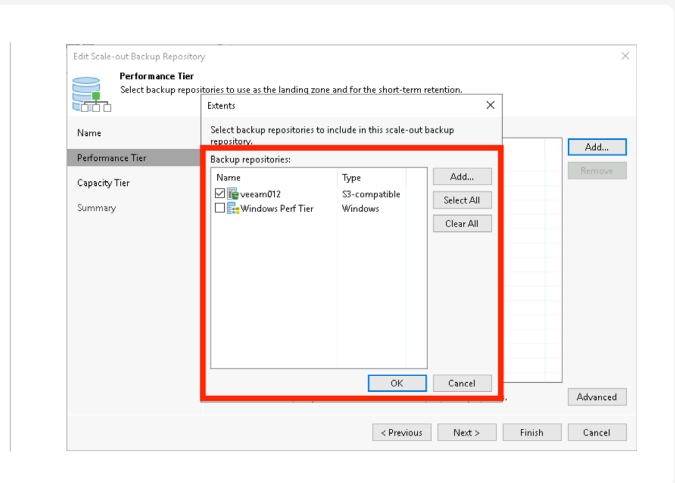 Edit Scale-out Backup Repository
Performance Tier
Select backup repositories to use as the landing zone and for the short-term retention.
Extents
Select backup repositories to include in this scale-out backup
repository.
Name
Performance Tier
Capacity Tier
Summary
Backup repositories:
Name Type
veeam012 S3-compatible
Windows Perf Tier Windows
Add...
Select All
Clear All
OK Cancel
Add...
Remove
Advanced
< Previous Next > Finish Cancel